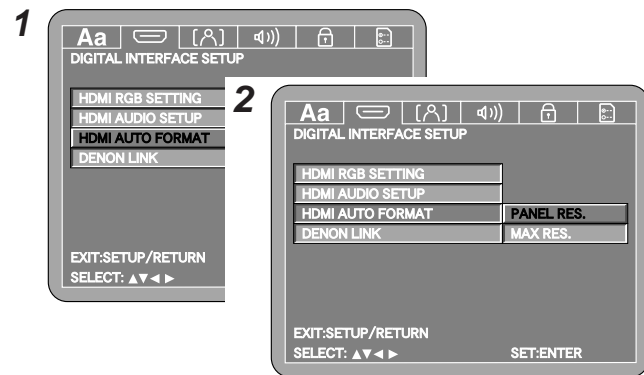 1
Aa
DIGITAL INTERFACE SETUP
HDMI RGB SETTING
HDMI AUDIO SETUP
HDMI AUTO FORMAT
DENON LINK
EXIT:SETUP/RETURN
SELECT: ▲▼◄ ►
2
Aa
DIGITAL INTERFACE SETUP
HDMI RGB SETTING
HDMI AUDIO SETUP
HDMI AUTO FORMAT PANEL RES.
DENON LINK MAX RES.
EXIT:SETUP/RETURN
SELECT: ▲▼◄ ► SET:ENTER